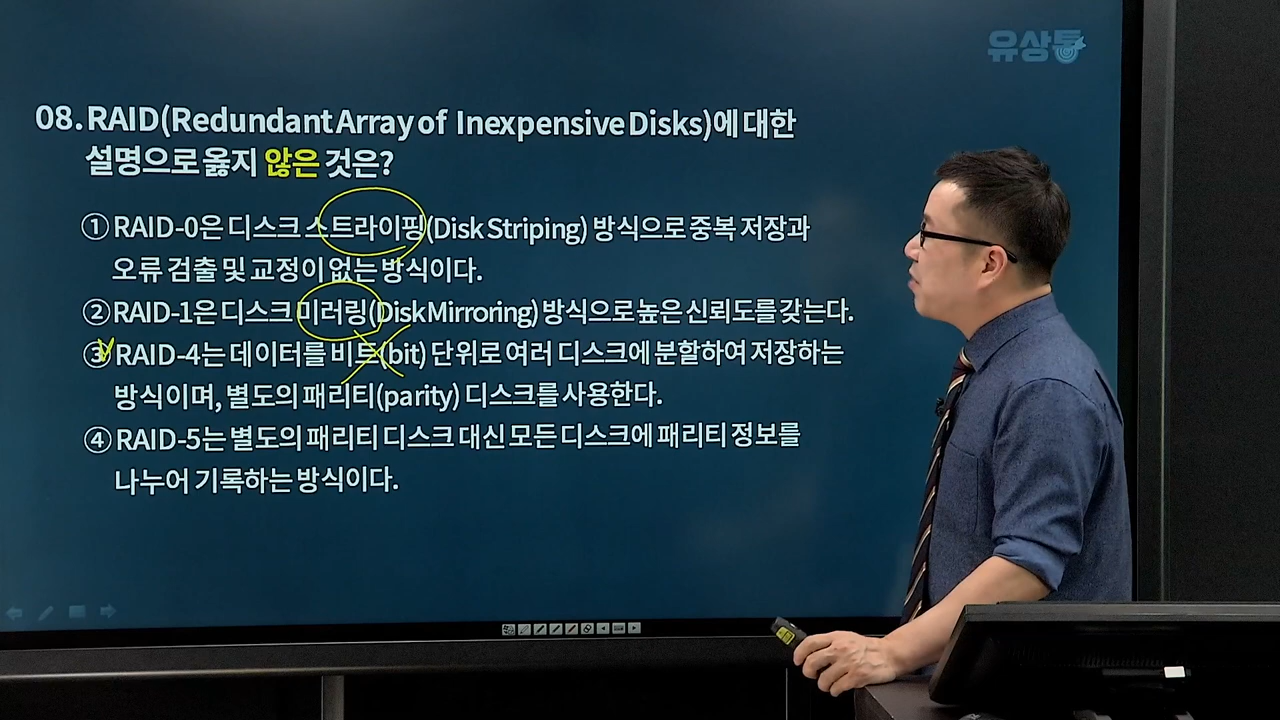 유상통
08. RAID(Redundant Array of Inexpensive Disks)에 대한
설명으로 옳지 않은 것은?
① RAID-0은 디스크 스트라이핑(Disk Striping) 방식으로 중복 저장과
오류 검출 및 교정이 없는 방식이다.
② RAID-1은 디스크 미러링(Disk Mirroring) 방식으로 높은 신뢰도를 갖는다.
③ RAID-4는 데이터를 비트(bit) 단위로 여러 디스크에 분할하여 저장하는
방식이며, 별도의 패리티(parity) 디스크를 사용한다.
④ RAID-5는 별도의 패리티 디스크 대신 모든 디스크에 패리티 정보를
나누어 기록하는 방식이다.